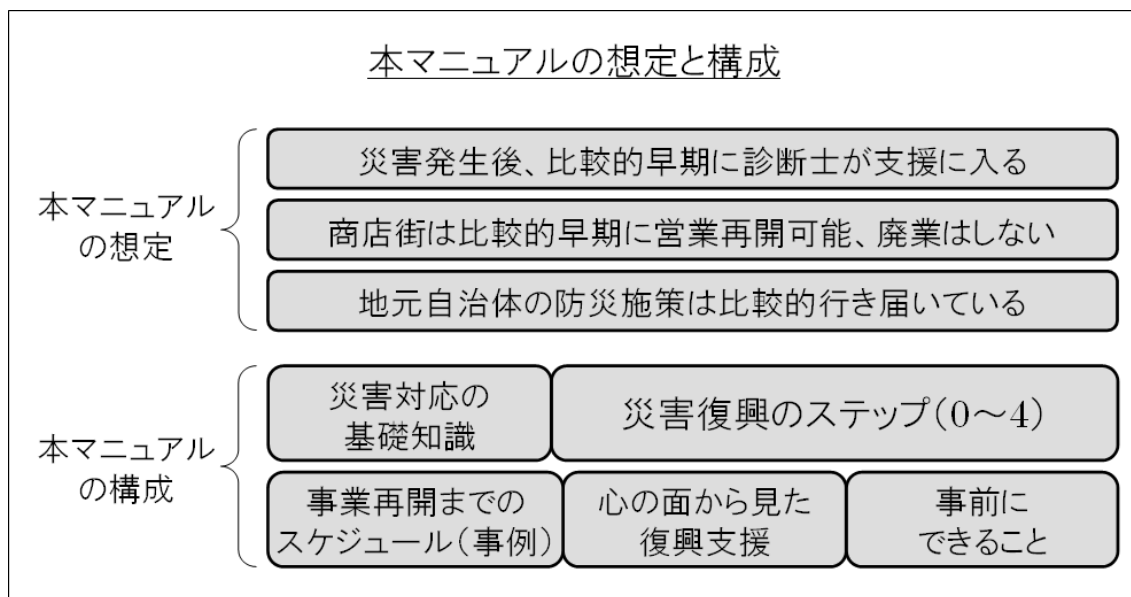 本マニュアルの想定と構成
本マニュアル
の想定
災害発生後、比較的早期に診断士が支援に入る
商店街は比較的早期に営業再開可能、廃業はしない
地元自治体の防災施策は比較的行き届いている
本マニュアル
の構成
災害対応の
基礎知識
災害復興のステップ(0～4)
事業再開までの
スケジュール(事例)
心の面から見た
復興支援
事前に
できること